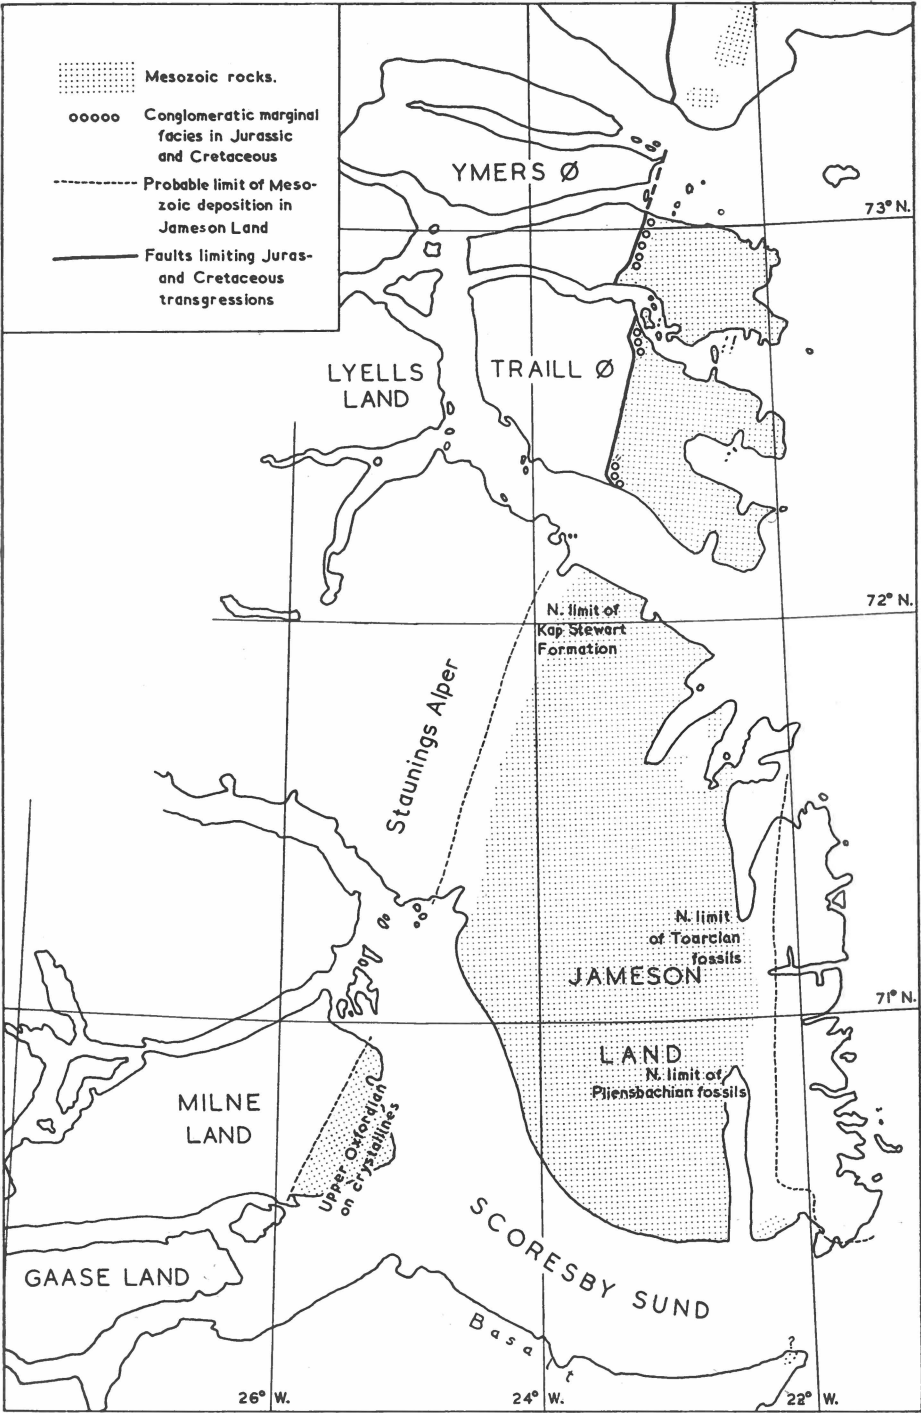 Mesozoic rocks.
Conglomeratic marginal
facies in Jurassic
and Cretaceous
Probable limit of Meso-
zoic deposition in
Jameson Land
Faults limiting Juras-
and Cretaceous
transgressions
YMERS Ø
73° N.
LYELLS
LAND
TRAILL Ø
72° N.
N. limit of
Kap Stewart
Formation
Staunings Alper
N. limit
of Toarcian
fossils
JAMESON
71° N.
LAND
N. limit of
Pliensbachian fossils
MILNE
LAND
Upper Oxfordian
on crystallines
SCORESBY SUND
GAASE LAND
Basalt
?
26° W.
24° W.
22° W.